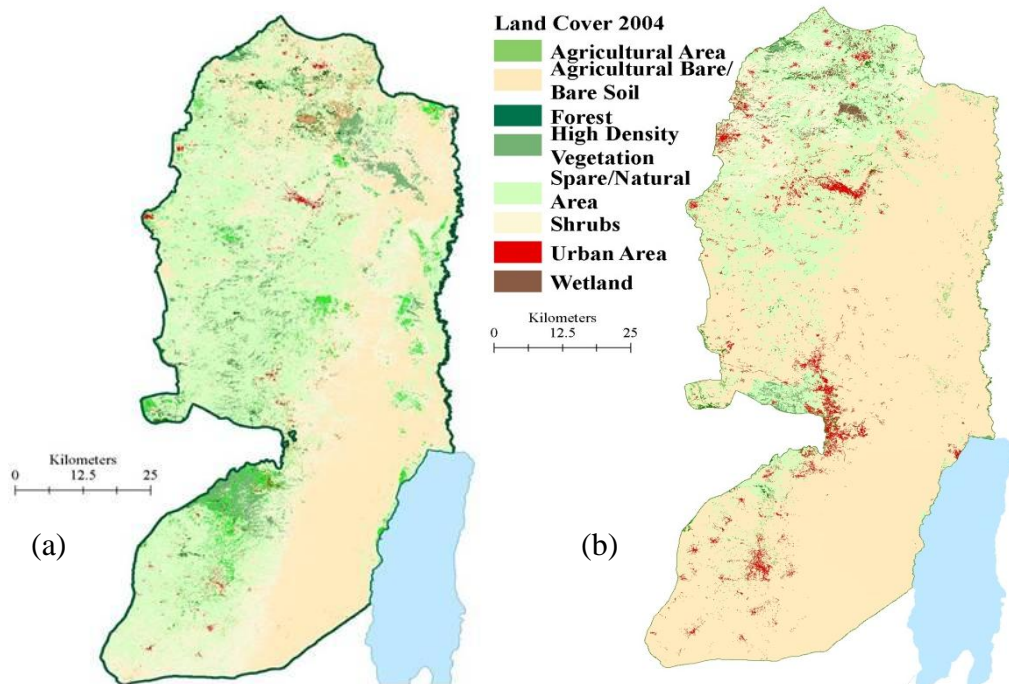 Land Cover 2004
Agricultural Area
Agricultural Bare/
Bare Soil
Forest
High Density
Vegetation
Spare/Natural
Area
Shrubs
Urban Area
Wetland
Kilometers
0 12.5 25
Kilometers
0 12.5 25
(a)
(b)